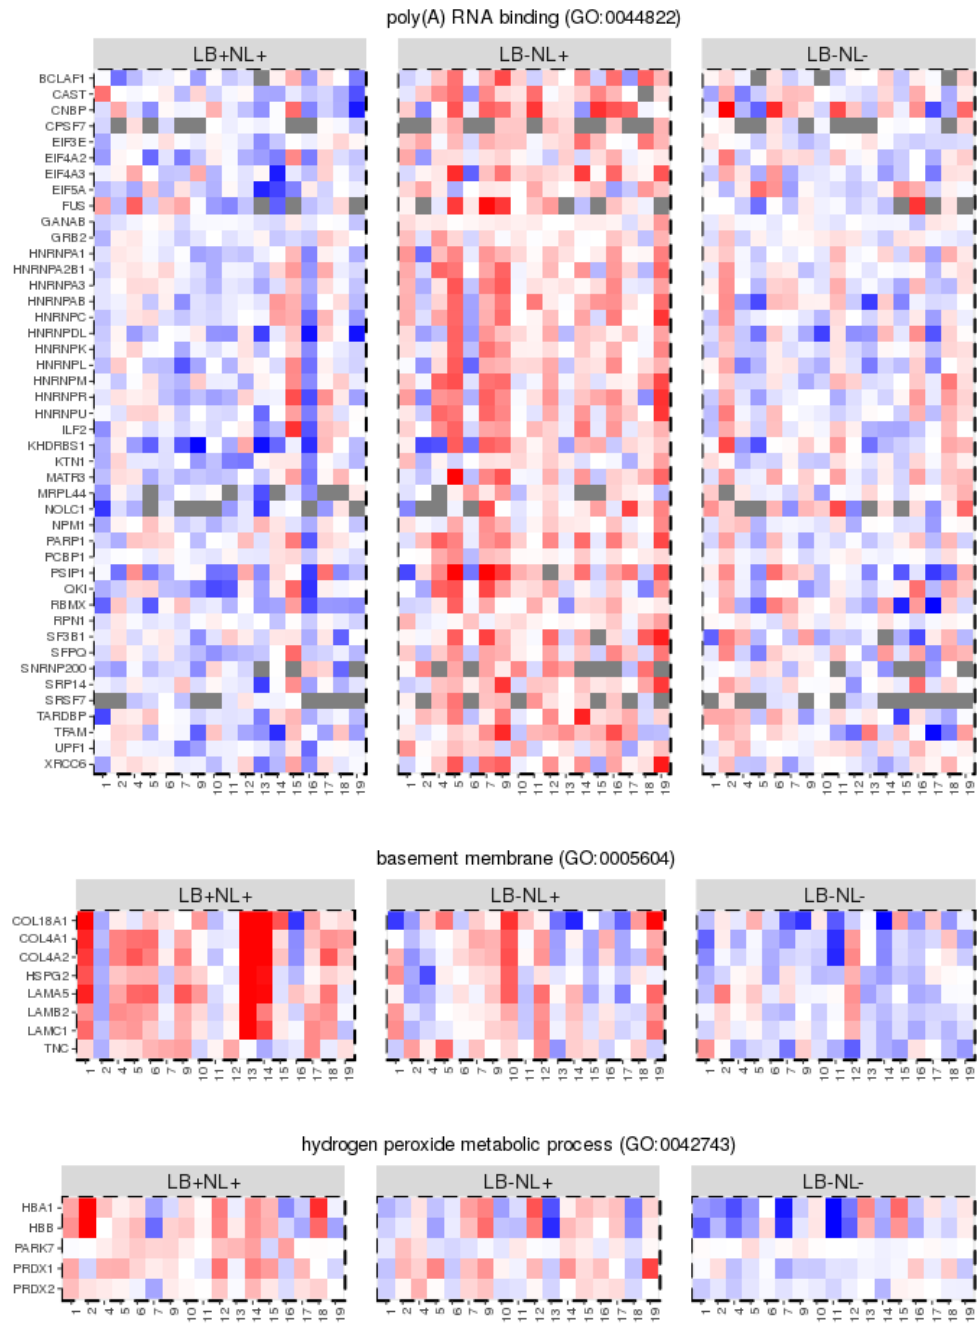 poly(A) RNA binding (GO:0044822)
LB+NL+ LB-NL+ LB-NL-
BCLAF1
CAST
CNBP
CPSF7
EIF3E
EIF4A2
EIF4A3
EIF5A
FUS
GANAB
GRB2
HNRNPA1
HNRNPA2B1
HNRNPA3
HNRNPAB
HNRNPC
HNRNPDL
HNRNPK
HNRNPL
HNRNPM
HNRNPR
HNRNPU
ILF2
KHDRBS1
KTN1
MATR3
MRPL44
NOLC1
NPM1
PARP1
PCBP1
PSIP1
QKI
RBMX
RPN1
SF3B1
SFPQ
SNRNP200
SRP14
SRSF7
TARDBP
TFAM
UPF1
XRCC6
1 2 4 5 6 7 9 10 11 12 13 14 15 16 17 18 19 1 2 4 5 6 7 9 10 11 12 13 14 15 16 17 18 19 1 2 4 5 6 7 9 10 11 12 13 14 15 16 17 18 19
basement membrane (GO:0005604)
LB+NL+ LB-NL+ LB-NL-
COL18A1
COL4A1
COL4A2
HSPG2
LAMA5
LAMB2
LAMC1
TNC
1 2 4 5 6 7 9 10 11 12 13 14 15 16 17 18 19 1 2 4 5 6 7 9 10 11 12 13 14 15 16 17 18 19 1 2 4 5 6 7 9 10 11 12 13 14 15 16 17 18 19
hydrogen peroxide metabolic process (GO:0042743)
LB+NL+ LB-NL+ LB-NL-
HBA1
HBB
PARK7
PRDX1
PRDX2
1 2 4 5 6 7 9 10 11 12 13 14 15 16 17 18 19 1 2 4 5 6 7 9 10 11 12 13 14 15 16 17 18 19 1 2 4 5 6 7 9 10 11 12 13 14 15 16 17 18 19